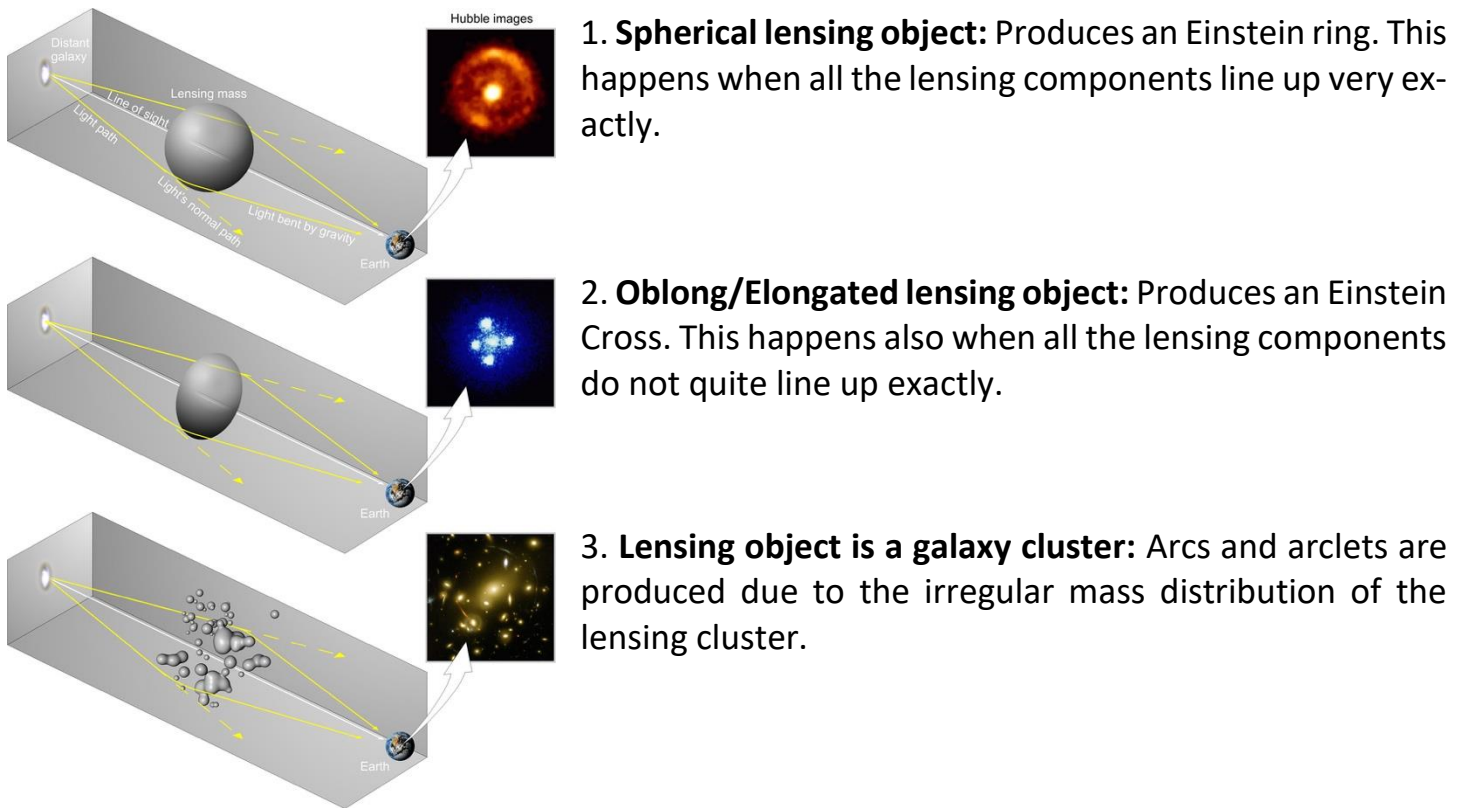 Hubble images
Distant
galaxy
Lensing mass
Line of sight
Light path
Light's normal path
Light bent by gravity
Earth
1. Spherical lensing object: Produces an Einstein ring. This
happens when all the lensing components line up very ex-
actly.
Earth
2. Oblong/Elongated lensing object: Produces an Einstein
Cross. This happens also when all the lensing components
do not quite line up exactly.
Earth
3. Lensing object is a galaxy cluster: Arcs and arclets are
produced due to the irregular mass distribution of the
lensing cluster.